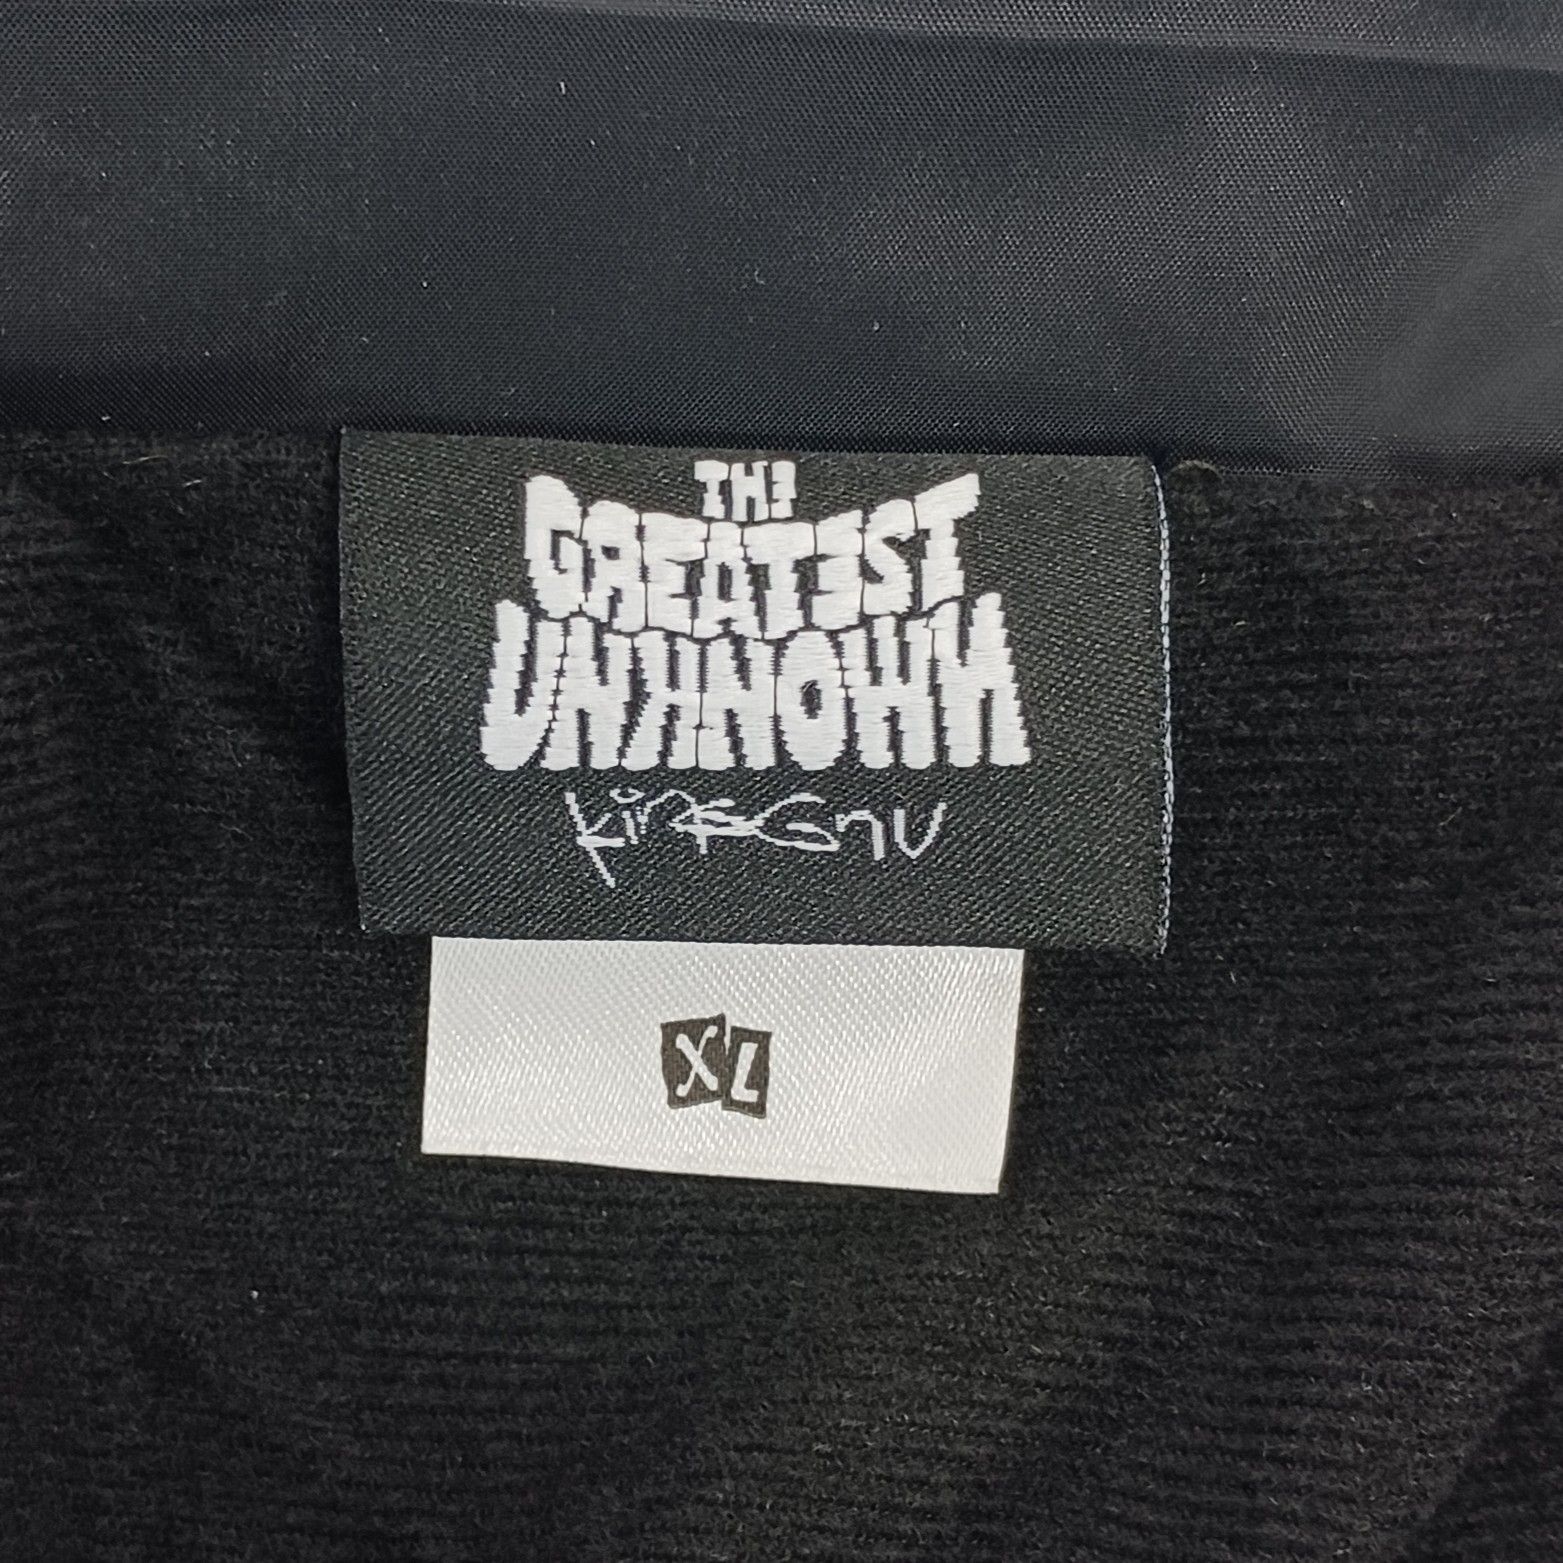 THE
GREATEST
UNKNOWN
King Gnu
XL